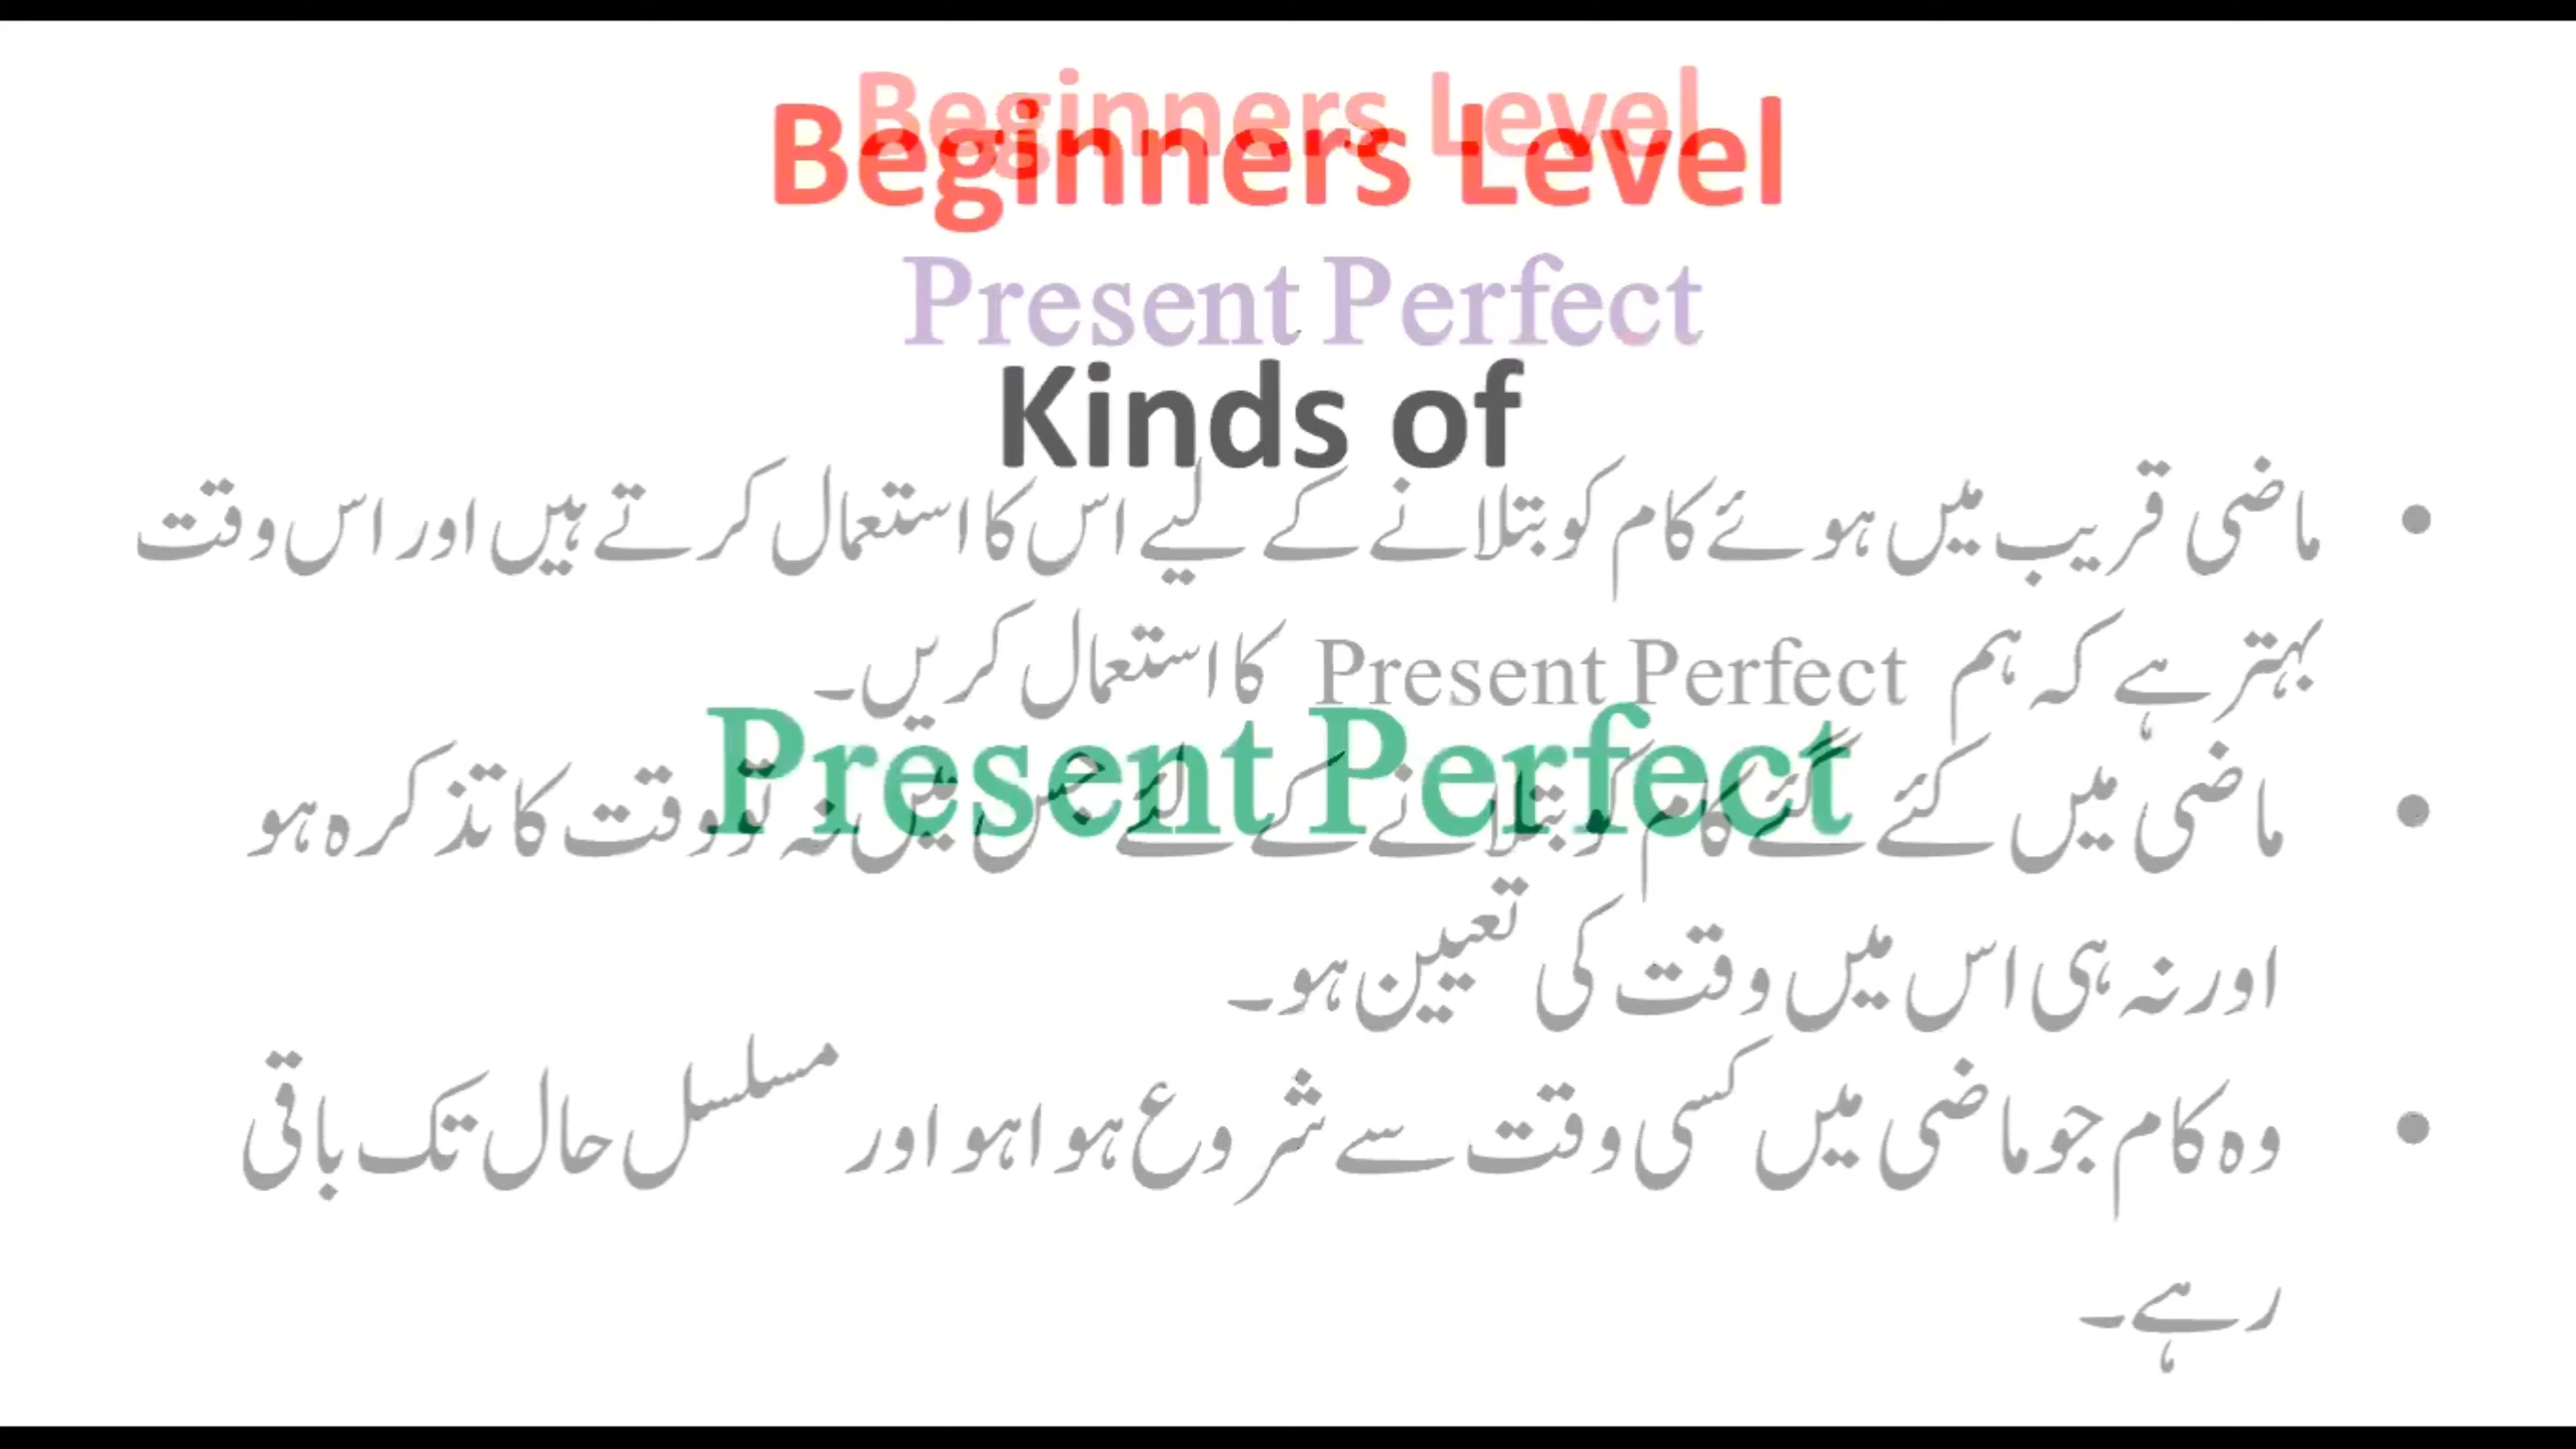 Beginners Level
Beginners Level
Present Perfect
Kinds of
ماضی قریب میں ہوئے کام کو بتلانے کے لیے اس کا استعمال کرتے ہیں اور اس وقت
بہتر ہے کہ ہم Present Perfect کا استعمال کریں۔
Present Perfect
ماضی میں کئے گئے کام کو بتلانے کے لئے جس میں نہ تو وقت کا تذکرہ ہو
اور نہ ہی اس میں وقت کی تعیین ہو۔
وہ کام جو ماضی میں کسی وقت سے شروع ہوا ہو اور مسلسل حال تک باقی
رہے۔